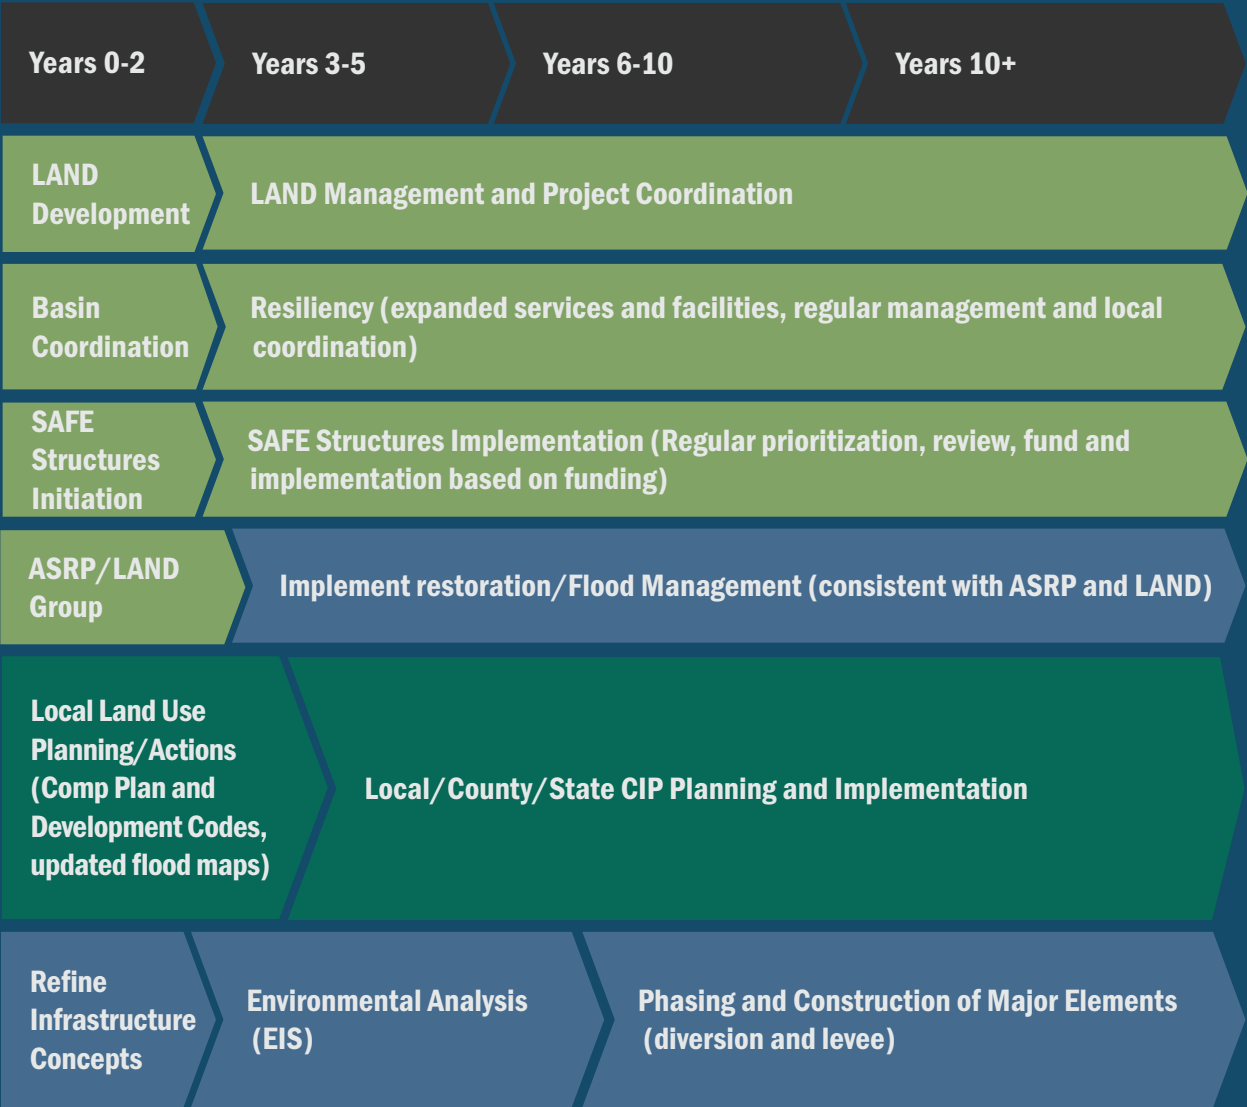 Years 0-2
Years 3-5
Years 6-10
Years 10+
LAND
Development
LAND Management and Project Coordination
Basin
Coordination
Resiliency (expanded services and facilities, regular management and local
coordination)
SAFE
Structures
Initiation
SAFE Structures Implementation (Regular prioritization, review, fund and
implementation based on funding)
ASRP/LAND
Group
Implement restoration/Flood Management (consistent with ASRP and LAND)
Local Land Use
Planning/Actions
(Comp Plan and
Development Codes,
updated flood maps)
Local/County/State CIP Planning and Implementation
Refine
Infrastructure
Concepts
Environmental Analysis
(EIS)
Phasing and Construction of Major Elements
(diversion and levee)